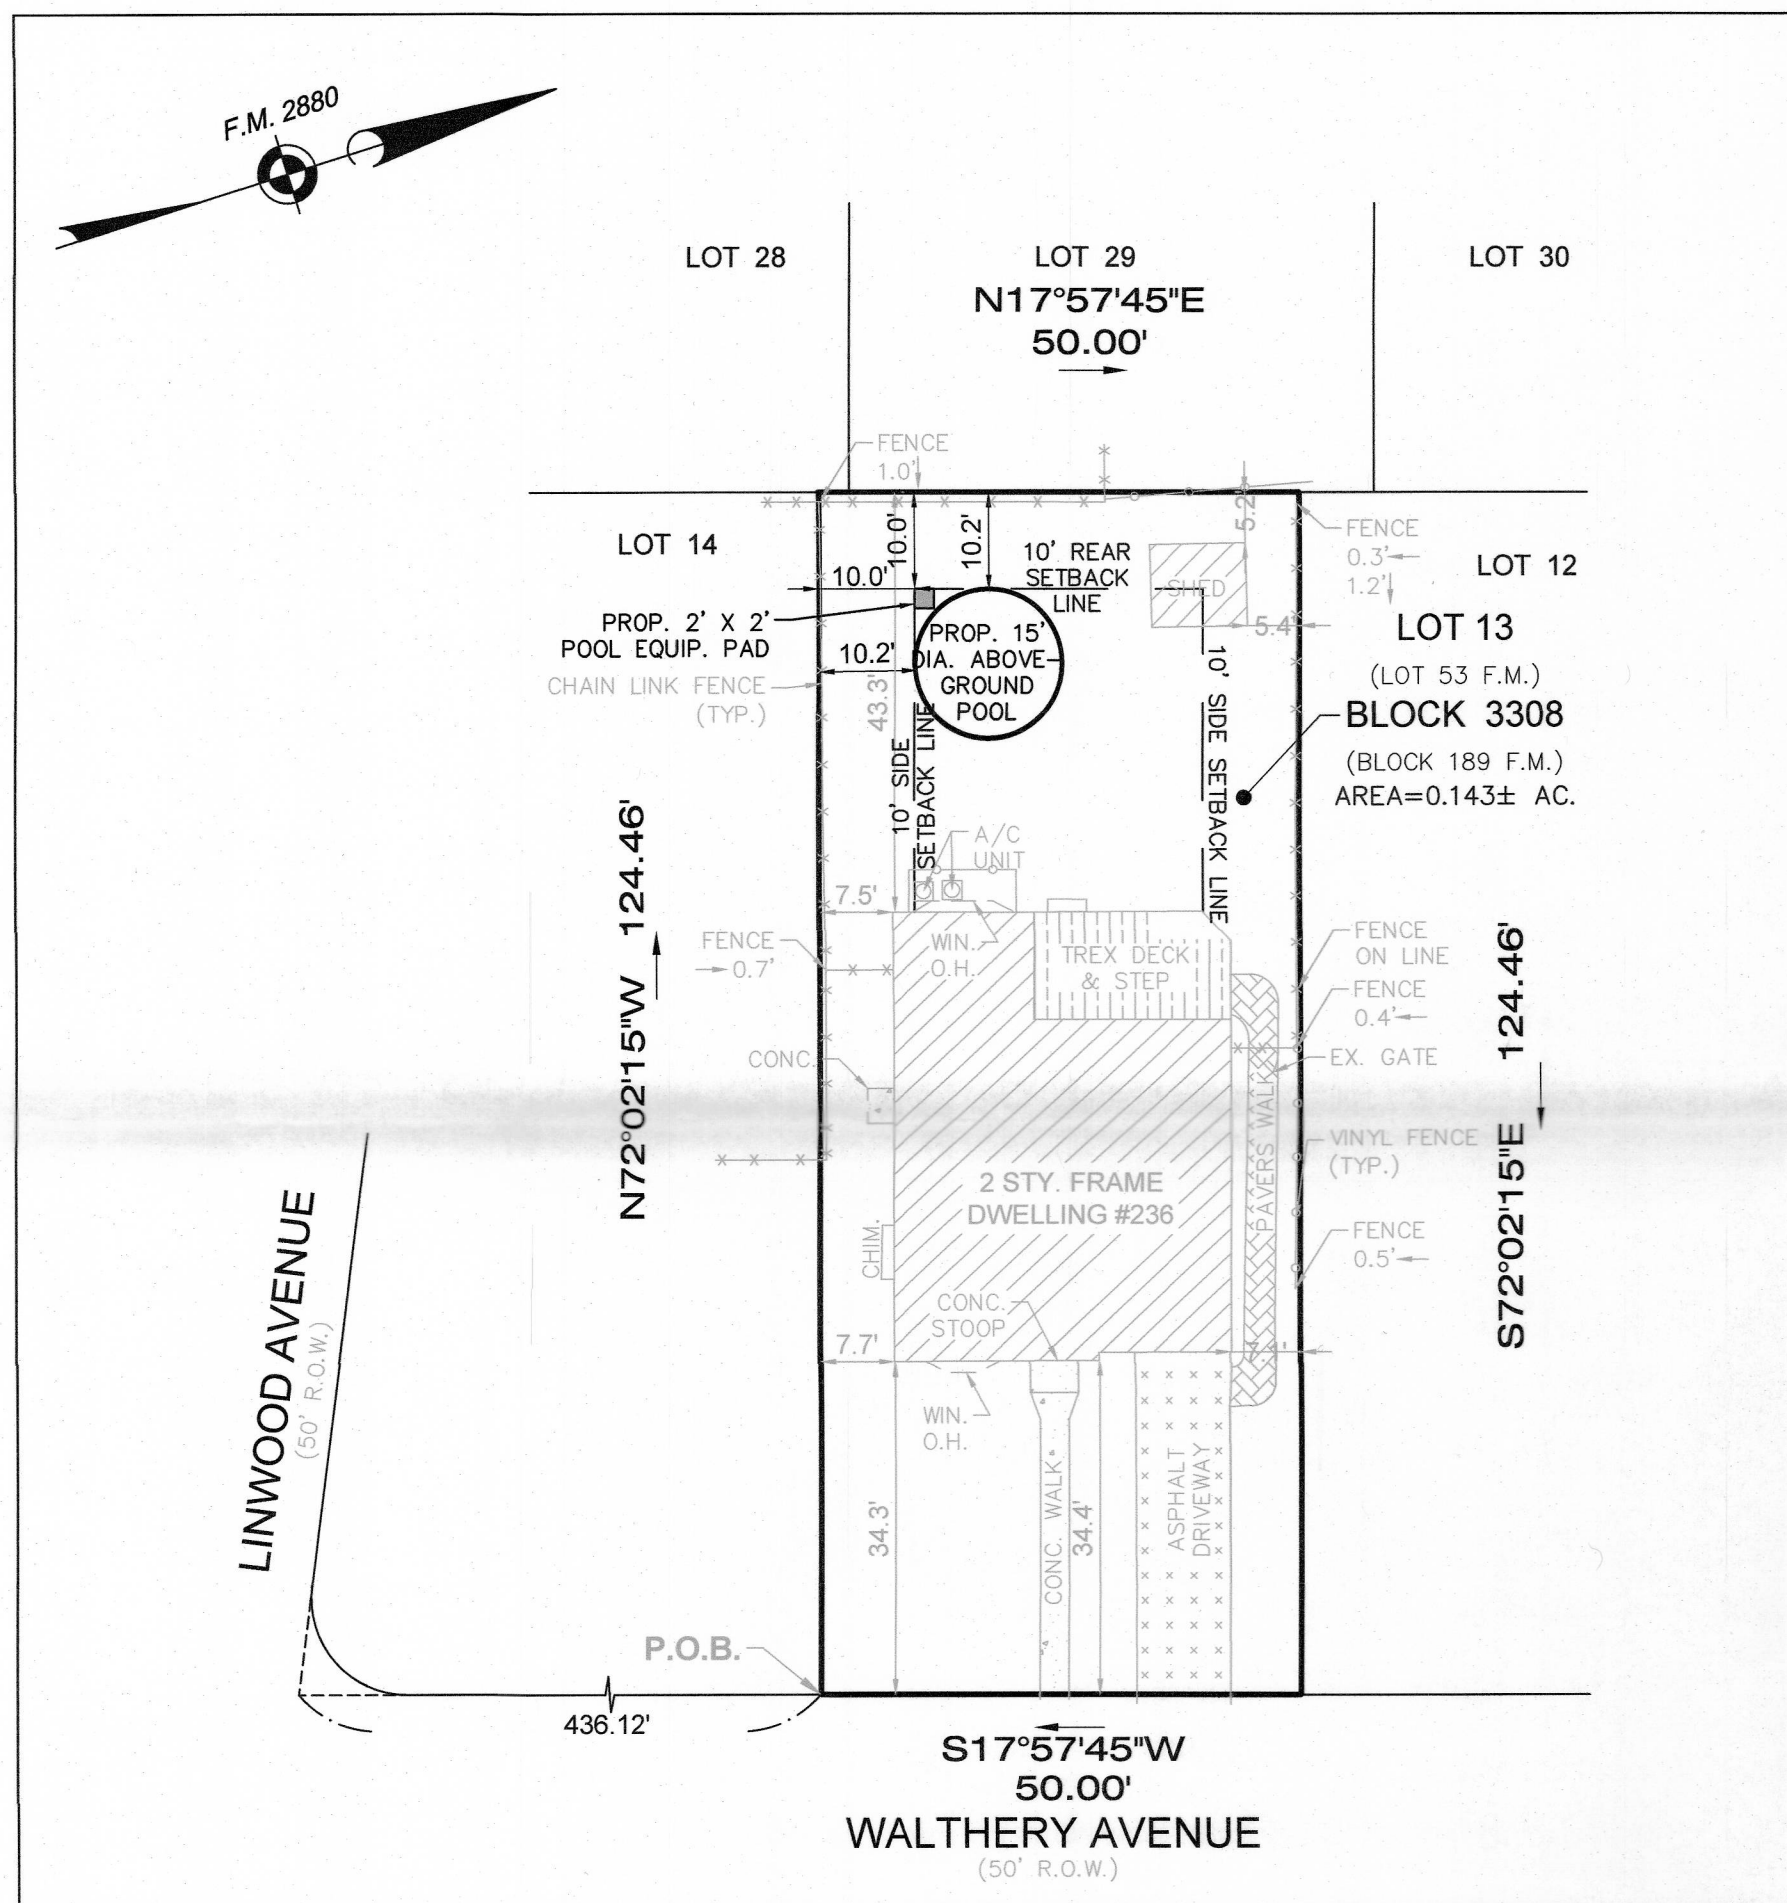 F.M. 2880
LOT 28
LOT 29
LOT 30
N17°57'45"E
50.00'
FENCE
1.0'
LOT 14
10.0'
10.2'
10' REAR
SETBACK
LINE
5.2'
SHED
FENCE
0.3'
1.2'
LOT 12
10.0'
PROP. 2' X 2'
POOL EQUIP. PAD
10.2'
PROP. 15'
DIA. ABOVE-
GROUND
POOL
5.4'
LOT 13
(LOT 53 F.M.)
BLOCK 3308
(BLOCK 189 F.M.)
AREA=0.143± AC.
CHAIN LINK FENCE
(TYP.)
43.3'
10' SIDE
SETBACK LINE
10' SIDE SETBACK LINE
A/C
UNIT
N72°02'15"W 124.46'
7.5'
FENCE
0.7'
WIN.
O.H.
TREX DECK
& STEP
FENCE
ON LINE
FENCE
0.4'
EX. GATE
S72°02'15"E 124.46'
CONC.
PAVERS WALK
VINYL FENCE
(TYP.)
2 STY. FRAME
DWELLING #236
CHIM.
FENCE
0.5'
LINWOOD AVENUE
(50' R.O.W.)
CONC.
STOOP
7.7'
WIN.
O.H.
34.3'
CONC. WALK
34.4'
ASPHALT
DRIVEWAY
P.O.B.
436.12'
S17°57'45"W
50.00'
WALTHERY AVENUE
(50' R.O.W.)